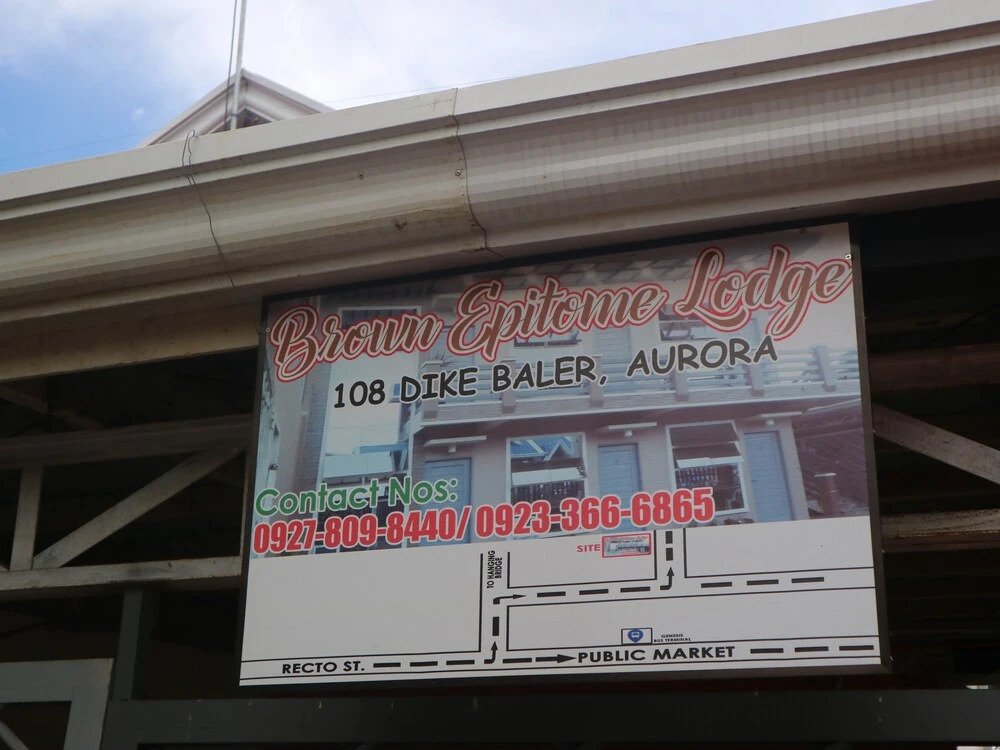 Brown Epitome Lodge
108 DIKE BALER, AURORA
Contact Nos:
0927-809-8440/ 0923-366-6865
SITE
TO HANGING
BRIDGE
GENESIS
BUS TERMINAL
RECTO ST.
PUBLIC MARKET